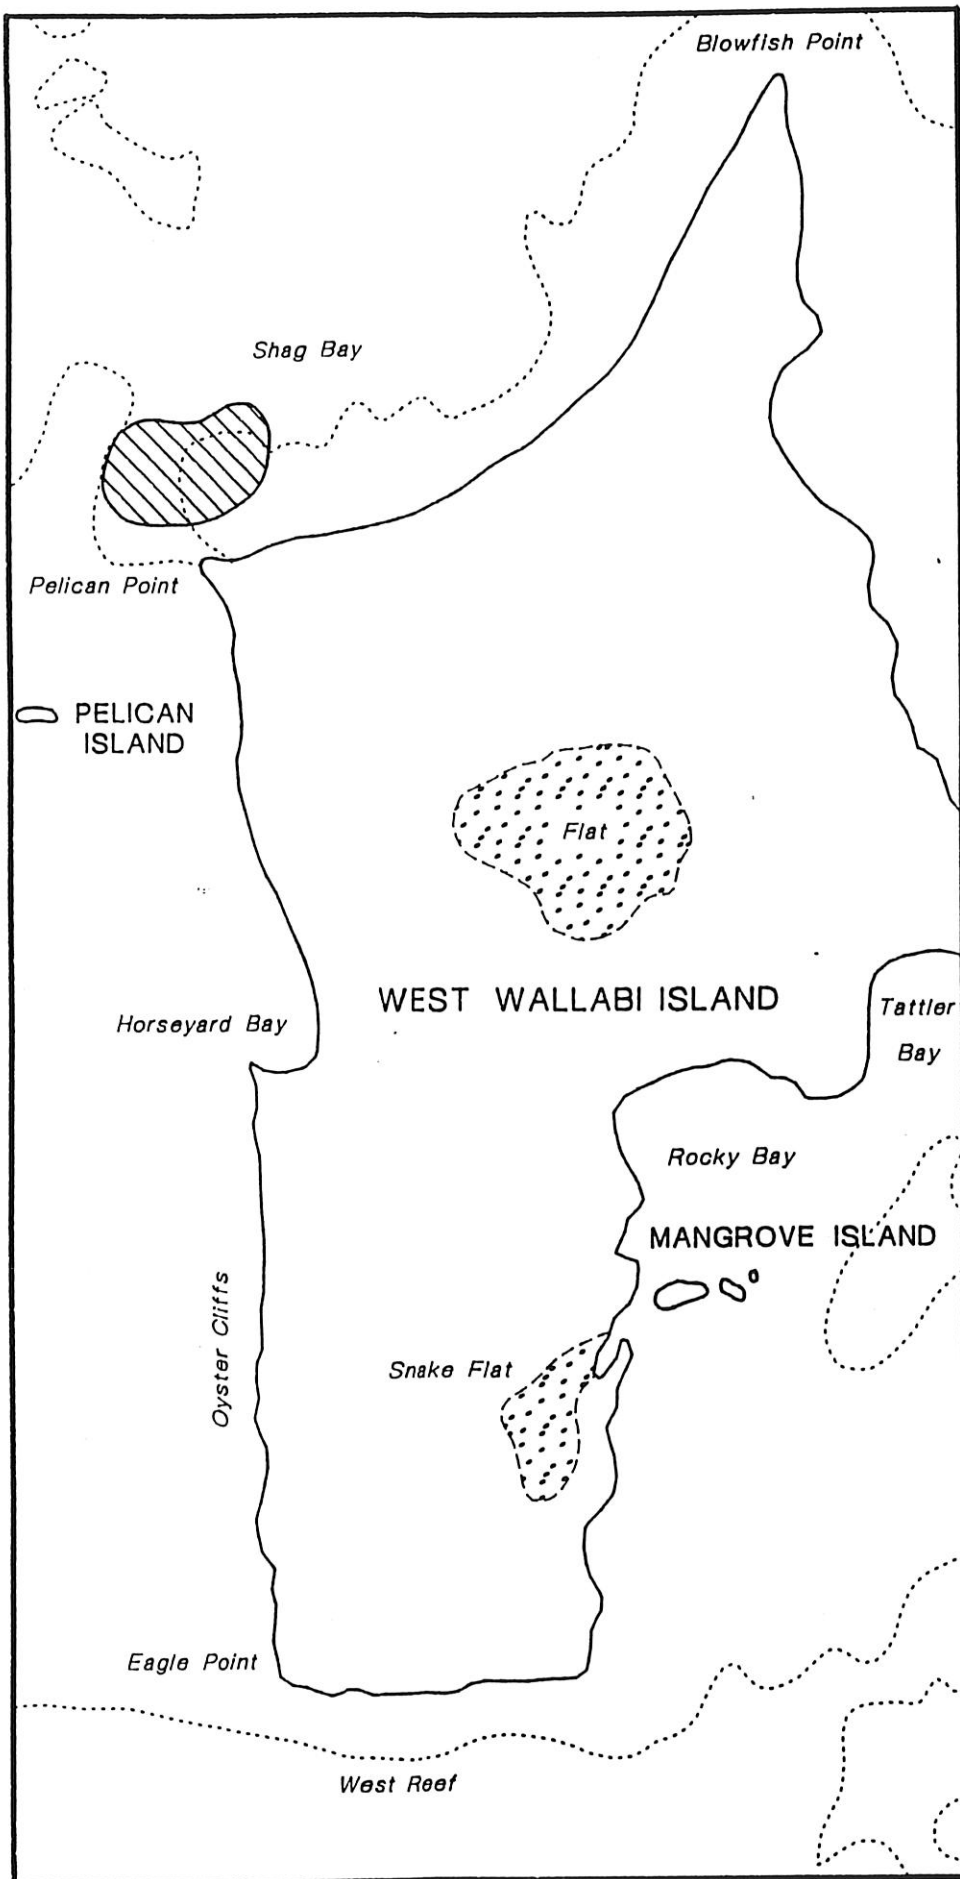 Blowfish Point
Shag Bay
Pelican Point
PELICAN
ISLAND
Flat
WEST WALLABI ISLAND
Horseyard Bay
Tattler
Bay
Rocky Bay
MANGROVE ISLAND
Oyster Cliffs
Snake Flat
Eagle Point
West Reef